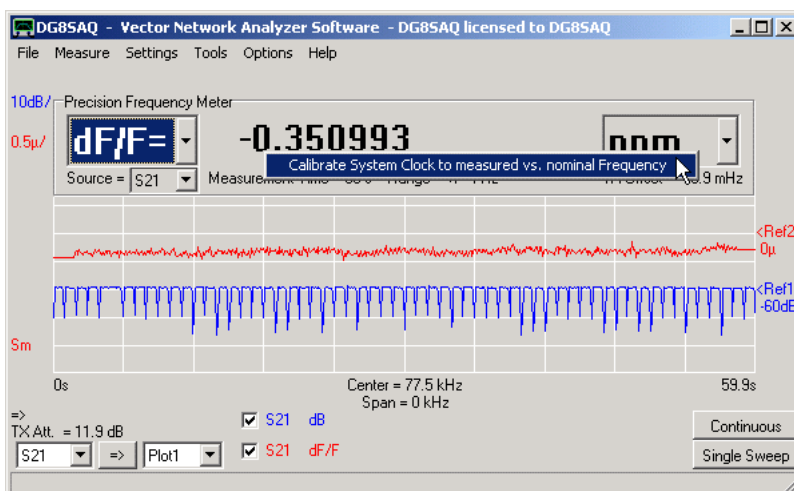 DG8SAQ - Vector Network Analyzer Software - DG8SAQ licensed to DG8SAQ
File Measure Settings Tools Options Help
10dB/ Precision Frequency Meter
0.5µ/ dF/F= -0.350993
Calibrate System Clock to measured vs. nominal Frequency
Source = S21
<Ref2
0µ
<Ref1
-60dB
Sm
0s Center = 77.5 kHz 59.9s
Span = 0 kHz
=>
TX Att. = 11.9 dB
S21 dB
Continuous
S21 => Plot1
S21 dF/F
Single Sweep